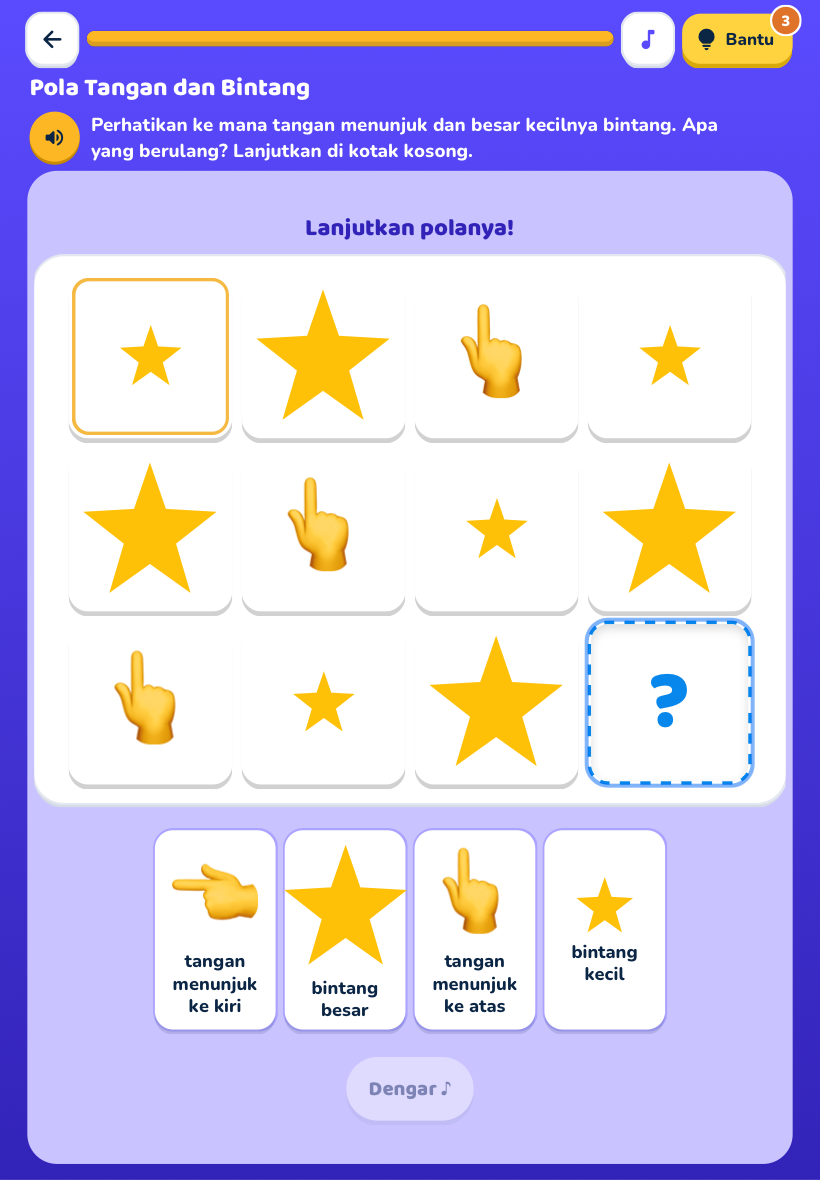 3
Bantu
Pola Tangan dan Bintang
Perhatikan ke mana tangan menunjuk dan besar kecilnya bintang. Apa
yang berulang? Lanjutkan di kotak kosong.
Lanjutkan polanya!
?
tangan
menunjuk
ke kiri
bintang
besar
tangan
menunjuk
ke atas
bintang
kecil
Dengar ♪